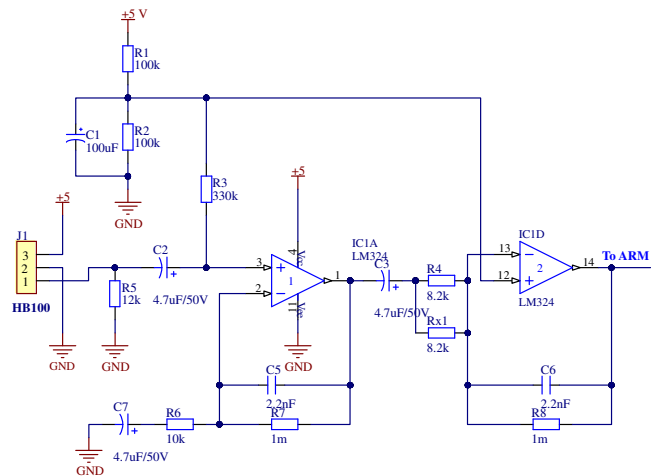 +5 V
R1
100k
C1
100uF
R2
100k
GND
R3
330k
+5
J1
3
2
1
HB100
GND
R5
12k
GND
C2
4.7uF/50V
+5
Vcc
4
3
2
1
1
11
Vcc
GND
IC1A
LM324
C3
4.7uF/50V
R4
8.2k
Rx1
8.2k
IC1D
13
12
2
14
LM324
To ARM
C5
2.2nF
R7
1m
C6
2.2nF
R8
1m
C7
4.7uF/50V
R6
10k
GND